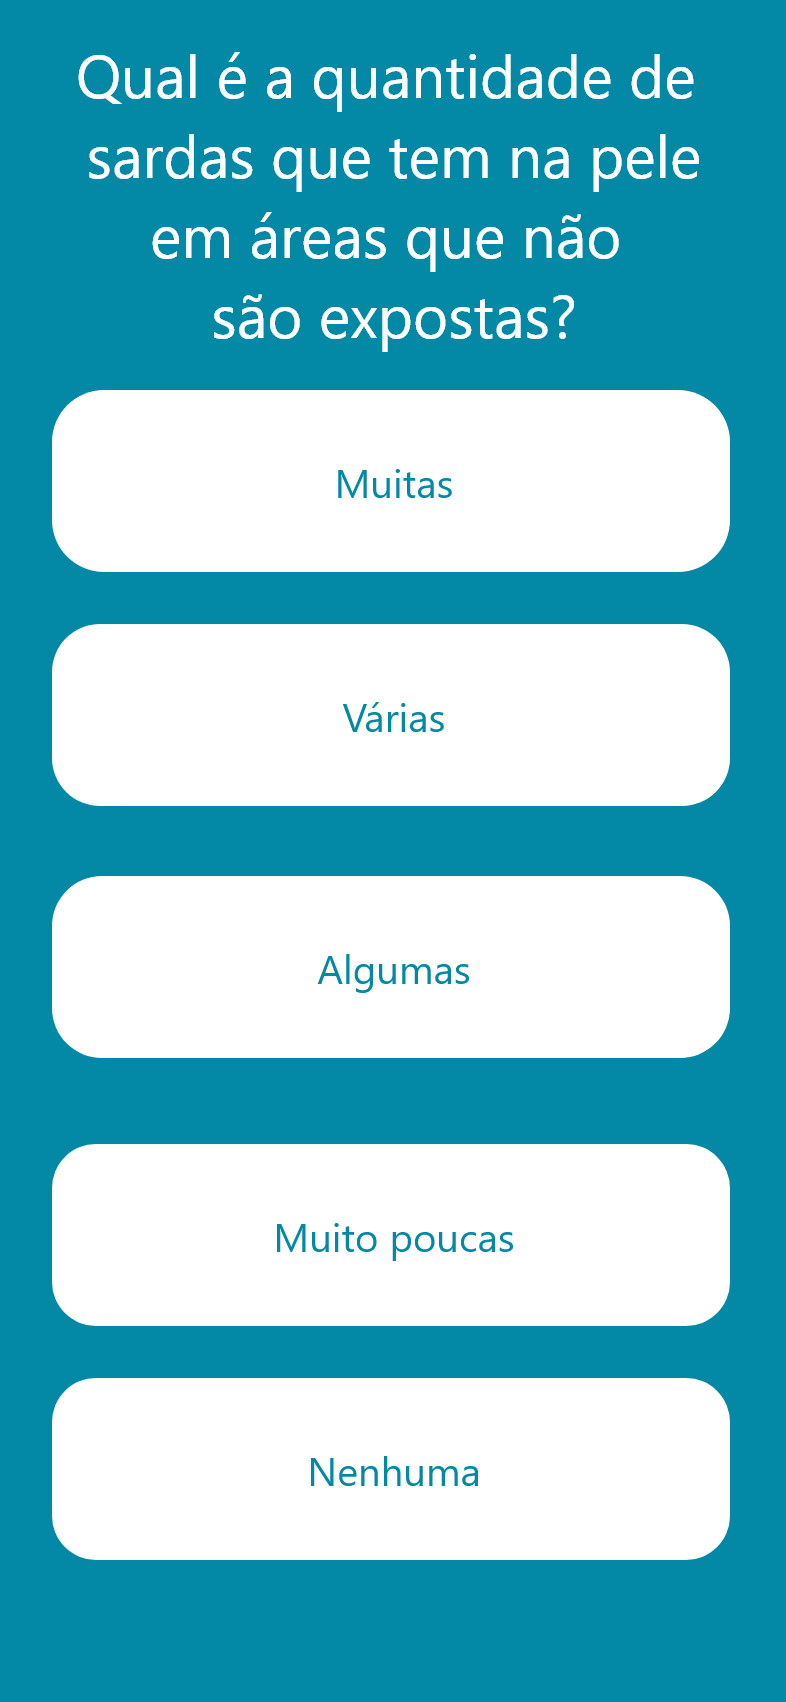 Qual é a quantidade de
sardas que tem na pele
em áreas que não
são expostas?
Muitas
Várias
Algumas
Muito poucas
Nenhuma